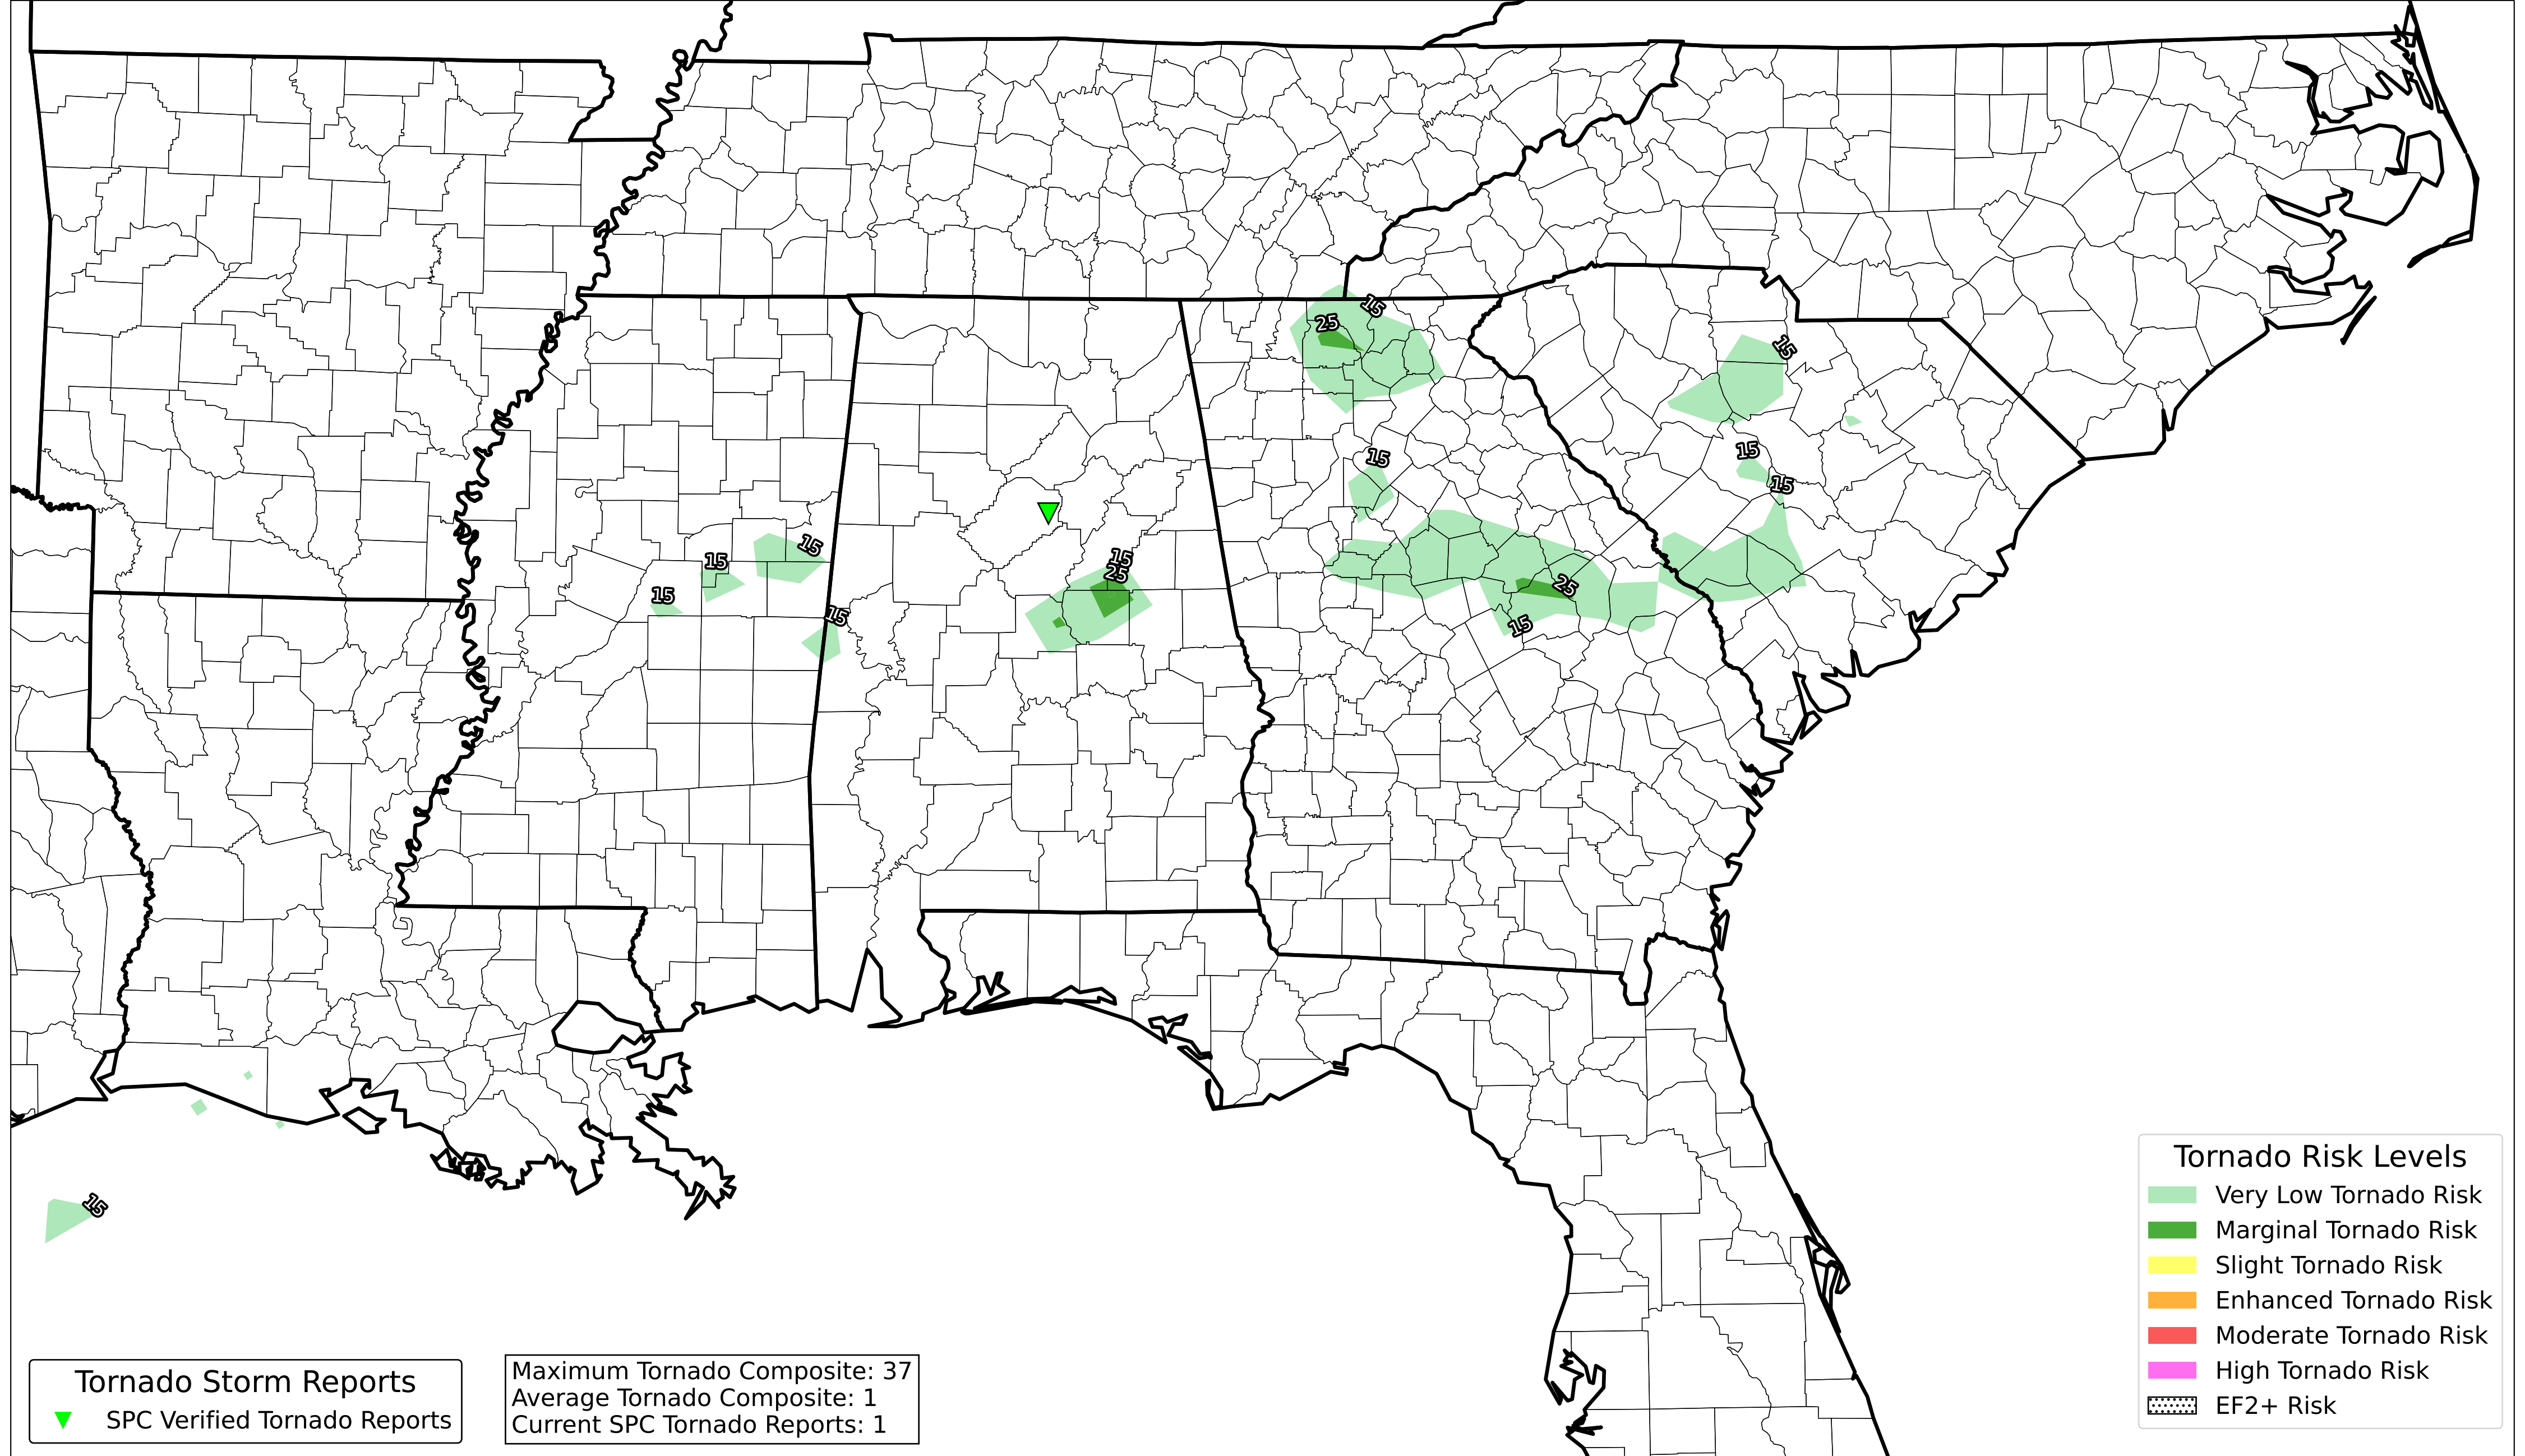 15
25
15
15
15
15
15
15
15
15
25
25
15
15
15
15
Tornado Risk Levels
Very Low Tornado Risk
Marginal Tornado Risk
Slight Tornado Risk
Enhanced Tornado Risk
Moderate Tornado Risk
High Tornado Risk
EF2+ Risk
Tornado Storm Reports
SPC Verified Tornado Reports
Maximum Tornado Composite: 37
Average Tornado Composite: 1
Current SPC Tornado Reports: 1